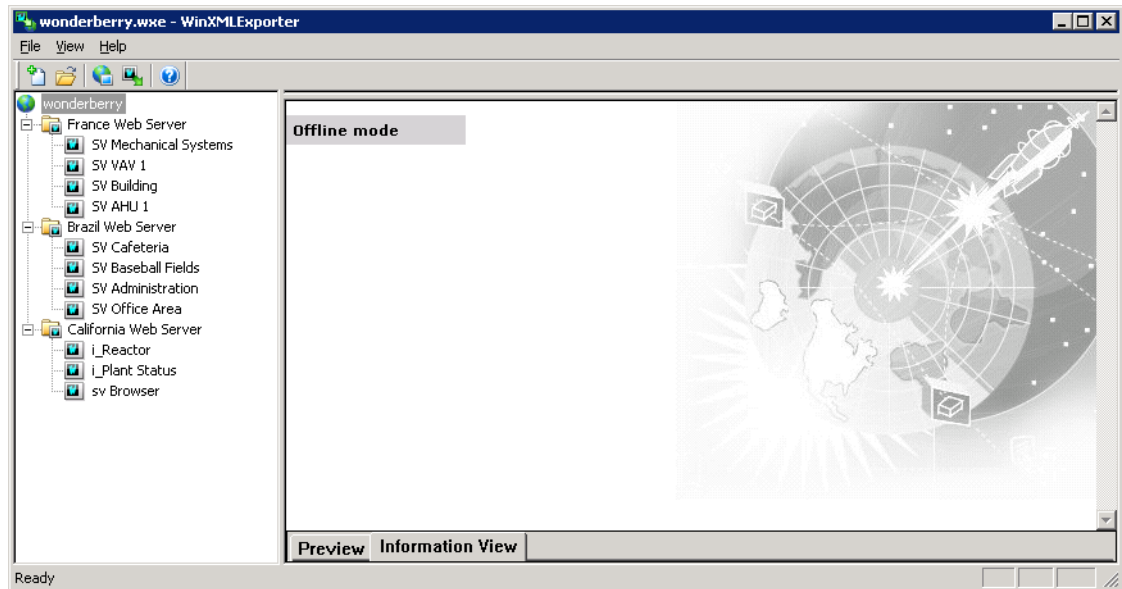 wonderberry.wxe - WinXMLExporter
File View Help
wonderberry
France Web Server
SV Mechanical Systems
SV VAV 1
SV Building
SV AHU 1
Brazil Web Server
SV Cafeteria
SV Baseball Fields
SV Administration
SV Office Area
California Web Server
i_Reactor
i_Plant Status
sv Browser
Offline mode
Preview Information View
Ready